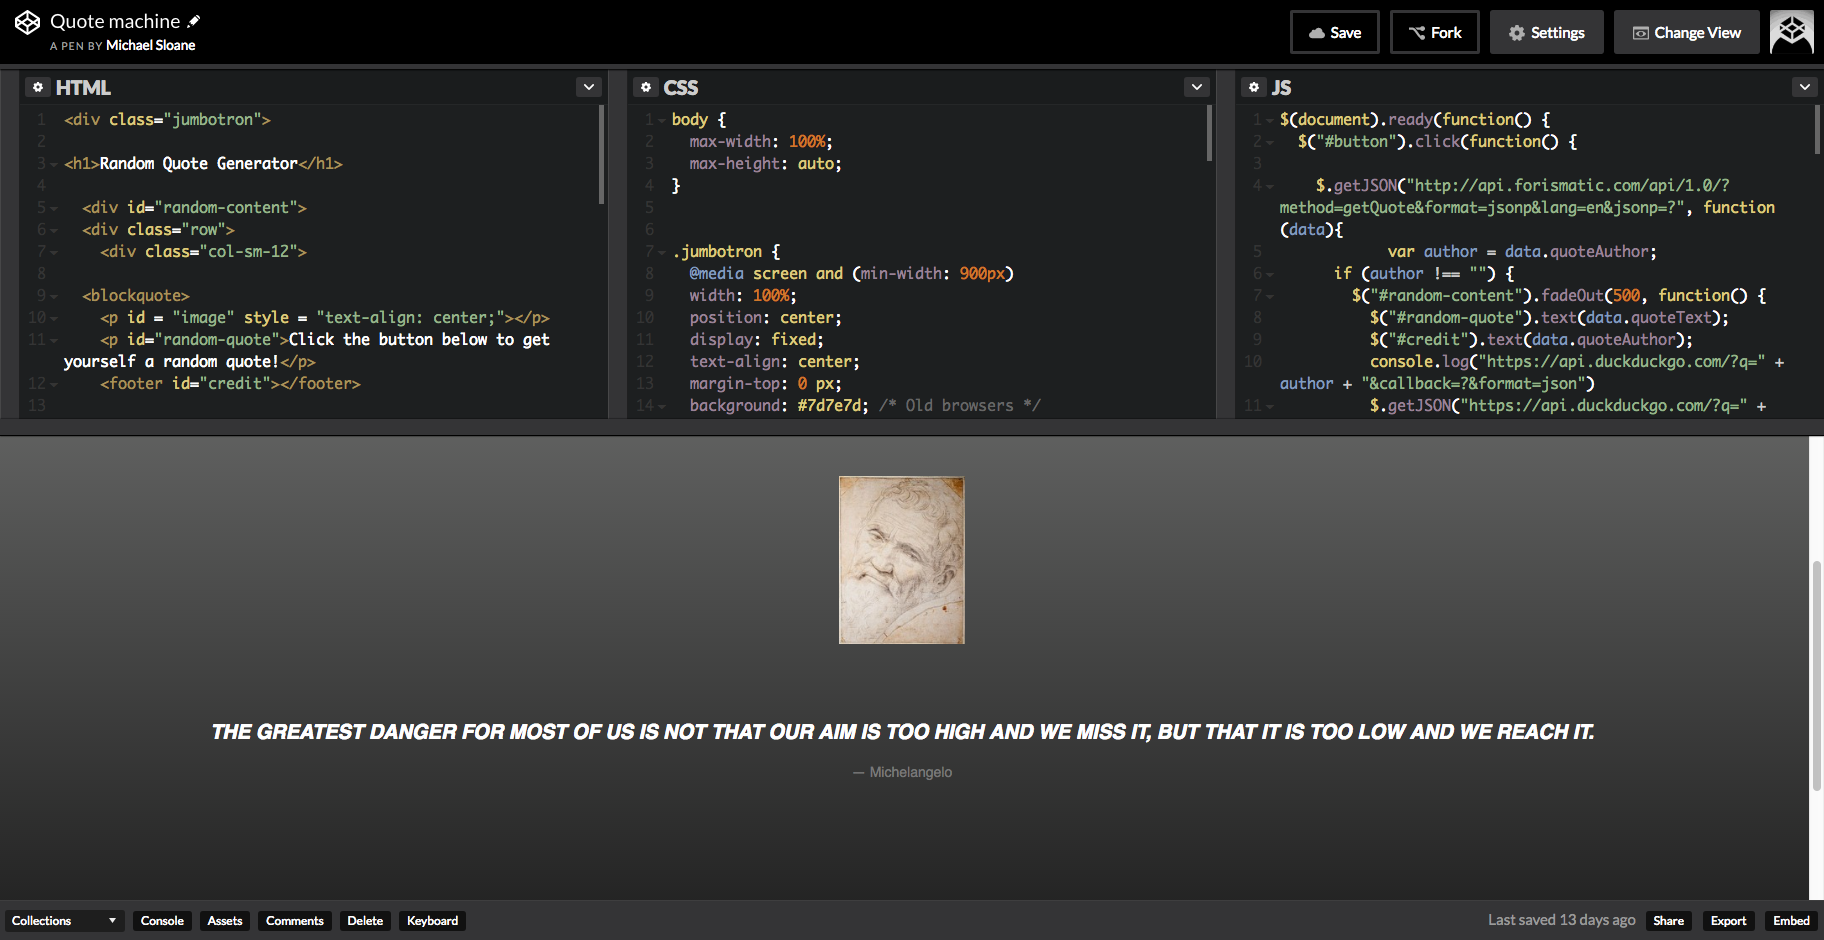 Quote machine
A PEN BY Michael Sloane
Save
Fork
Settings
Change View
HTML
1 <div class="jumbotron">
2
3 <h1>Random Quote Generator</h1>
4
5 <div id="random-content">
6 <div class="row">
7 <div class="col-sm-12">
8
9 <blockquote>
10 <p id = "image" style = "text-align: center;"></p>
11 <p id="random-quote">Click the button below to get
yourself a random quote!</p>
12 <footer id="credit"></footer>
13
CSS
1 body {
2 max-width: 100%;
3 max-height: auto;
4 }
5
6
7 .jumbotron {
8 @media screen and (min-width: 900px)
9 width: 100%;
10 position: center;
11 display: fixed;
12 text-align: center;
13 margin-top: 0 px;
14 background: #7d7e7d; /* Old browsers */
JS
1 $(document).ready(function() {
2 $("#button").click(function() {
3
4 $.getJSON("http://api.forismatic.com/api/1.0/?
method=getQuote&format=jsonp&lang=en&jsonp=?", function
(data){
5 var author = data.quoteAuthor;
6 if (author !== "") {
7 $("#random-content").fadeOut(500, function() {
8 $("#random-quote").text(data.quoteText);
9 $("#credit").text(data.quoteAuthor);
10 console.log("https://api.duckduckgo.com/?q=" +
author + "&callback=?&format=json")
11 $.getJSON("https://api.duckduckgo.com/?q=" +
THE GREATEST DANGER FOR MOST OF US IS NOT THAT OUR AIM IS TOO HIGH AND WE MISS IT, BUT THAT IT IS TOO LOW AND WE REACH IT.
— Michelangelo
Collections
Console
Assets
Comments
Delete
Keyboard
Last saved 13 days ago
Share
Export
Embed